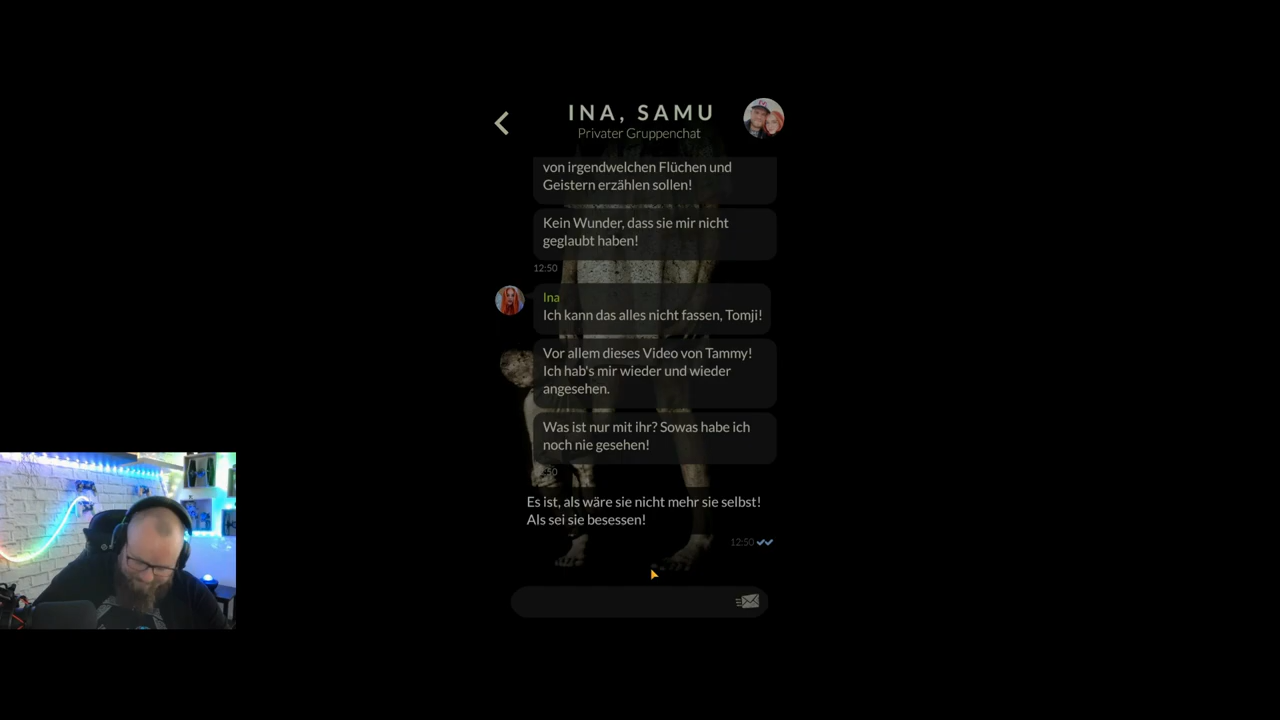 INA, SAMU
Privater Gruppenchat
von irgendwelchen Flüchen und
Geistern erzählen sollen!
Kein Wunder, dass sie mir nicht
geglaubt haben!
12:50
Ina
Ich kann das alles nicht fassen, Tomji!
Vor allem dieses Video von Tammy!
Ich hab's mir wieder und wieder
angesehen.
Was ist nur mit ihr? Sowas habe ich
noch nie gesehen!
:50
Es ist, als wäre sie nicht mehr sie selbst!
Als sei sie besessen!
12:50